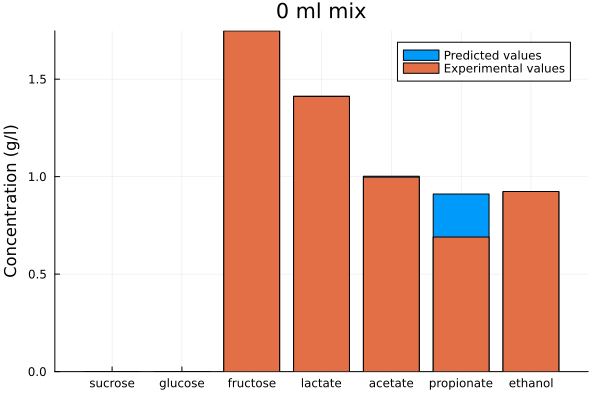 0 ml mix
Predicted values
Experimental values
Concentration (g/l)
1.5
1.0
0.5
0.0
sucrose glucose fructose lactate acetate propionate ethanol